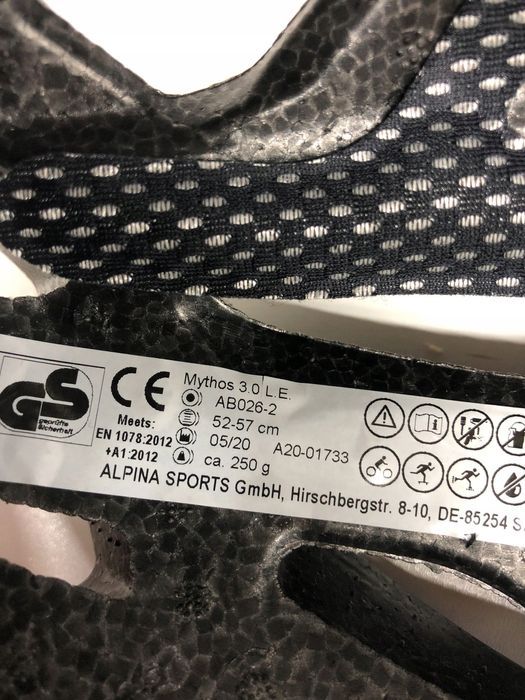 GS
geprüfte
Sicherheit
CE
Meets:
EN 1078:2012
+A1:2012
Mythos 3.0 L.E.
AB026-2
52-57 cm
05/20 A20-01733
ca. 250 g
ALPINA SPORTS GmbH, Hirschbergstr. 8-10, DE-85254